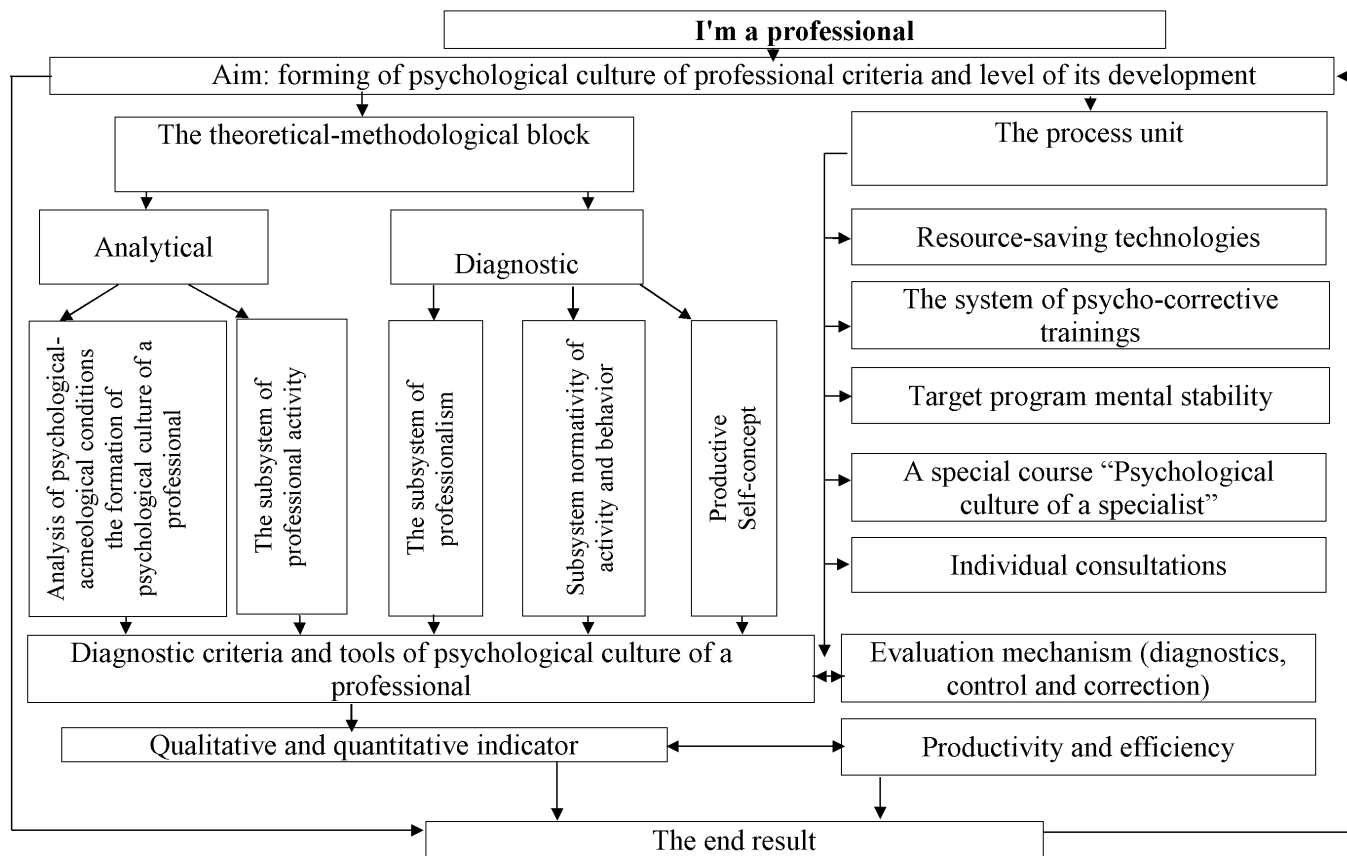 I'm a professional
Aim: forming of psychological culture of professional criteria and level of its development
The theoretical-methodological block
The process unit
Analytical
Diagnostic
Resource-saving technologies
The system of psycho-corrective
trainings
Target program mental stability
A special course “Psychological
culture of a specialist”
Individual consultations
Analysis of psychological-
acmeological conditions
the formation of
psychological culture of a
professional
The subsystem of
professional activity
The subsystem of
professionalism
Subsystem normativity of
activity and behavior
Productive
Self-concept
Diagnostic criteria and tools of psychological culture of a
professional
Evaluation mechanism (diagnostics,
control and correction)
Qualitative and quantitative indicator
Productivity and efficiency
The end result